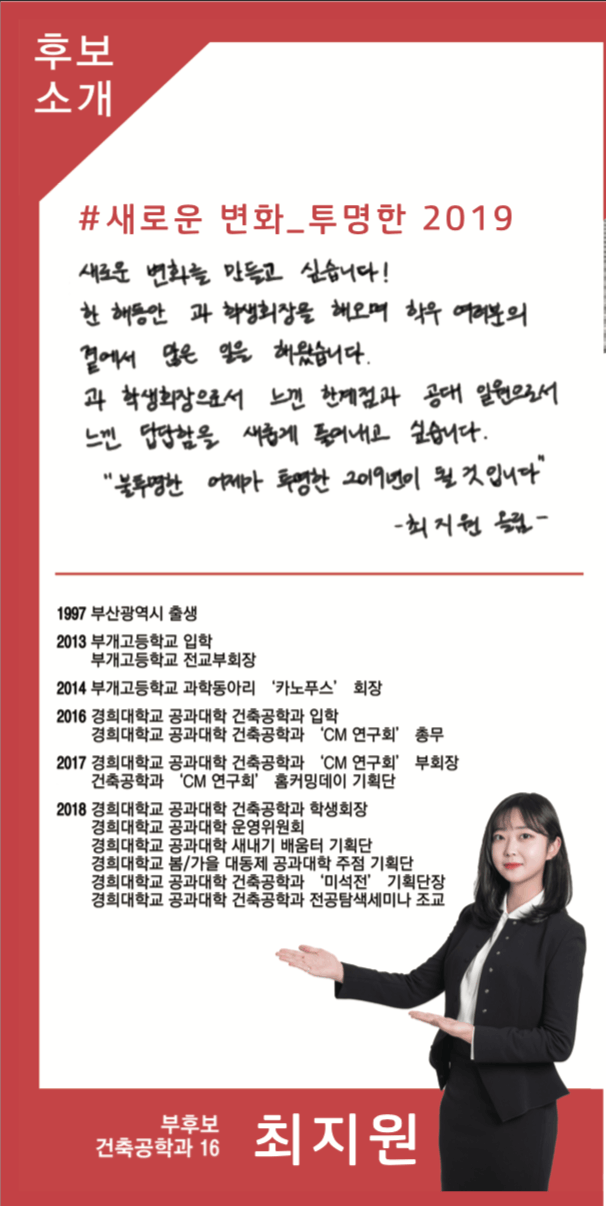 후보
소개
#새로운 변화_투명한 2019
새로운 변화를 만들고 싶습니다!
한 해동안 과 학생회장을 해오며 학우 여러분의
곁에서 많은 일을 해왔습니다.
과 학생회장으로서 느낀 한계점과 공대 일원으로서
느낀 답답함을 새롭게 풀어내고 싶습니다.
"불투명한 어제가 투명한 2019년이 될 것입니다"
-최지원 올림-
1997 부산광역시 출생
2013 부개고등학교 입학
부개고등학교 전교부회장
2014 부개고등학교 과학동아리 ‘카노푸스’ 회장
2016 경희대학교 공과대학 건축공학과 입학
경희대학교 공과대학 건축공학과 ‘CM 연구회’ 총무
2017 경희대학교 공과대학 건축공학과 ‘CM 연구회’ 부회장
건축공학과 ‘CM 연구회’ 홈커밍데이 기획단
2018 경희대학교 공과대학 건축공학과 학생회장
경희대학교 공과대학 운영위원회
경희대학교 공과대학 새내기 배움터 기획단
경희대학교 봄/가을 대동제 공과대학 주점 기획단
경희대학교 공과대학 건축공학과 ‘미석전’ 기획단장
경희대학교 공과대학 건축공학과 전공탐색세미나 조교
부후보
건축공학과 16
최지원